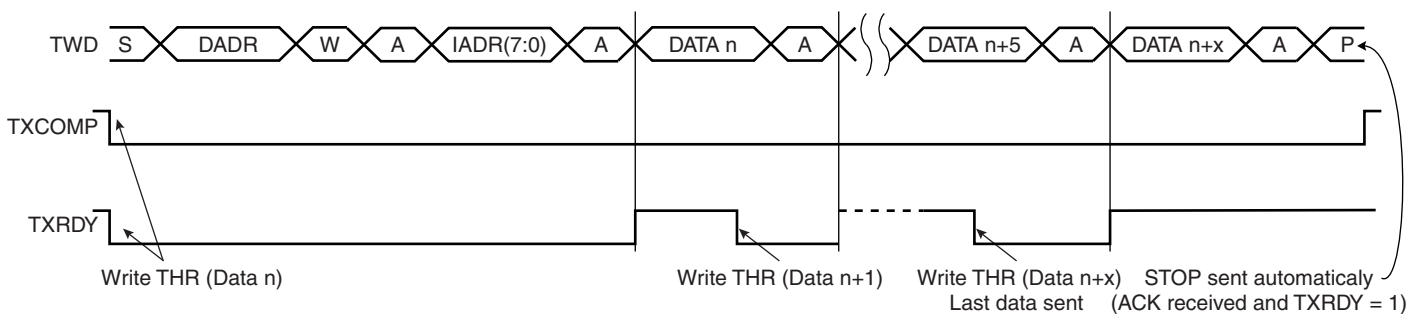 TWD S DADR W A IADR(7:0) A DATA n A DATA n+5 A DATA n+x A P
TXCOMP
TXRDY
Write THR (Data n) Write THR (Data n+1) Write THR (Data n+x) STOP sent automaticaly
Last data sent (ACK received and TXRDY = 1)